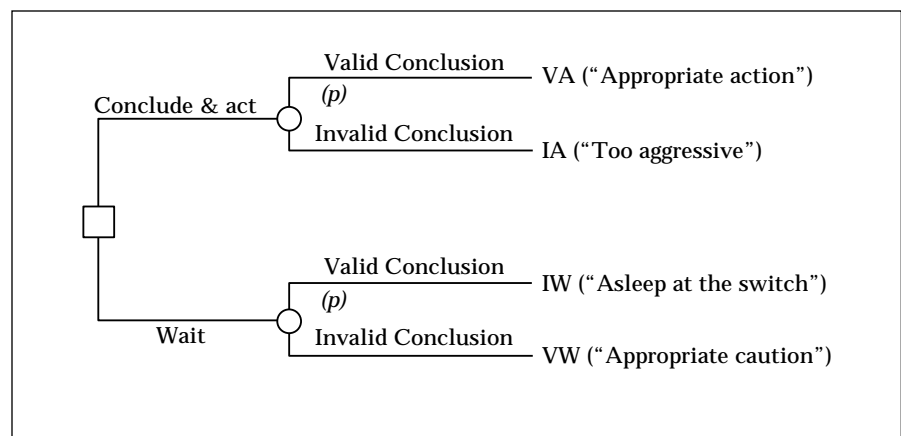 Valid Conclusion
VA (“Appropriate action”)
(p)
Conclude & act
Invalid Conclusion
IA (“Too aggressive”)
Valid Conclusion
IW (“Asleep at the switch”)
(p)
Wait
Invalid Conclusion
VW (“Appropriate caution”)